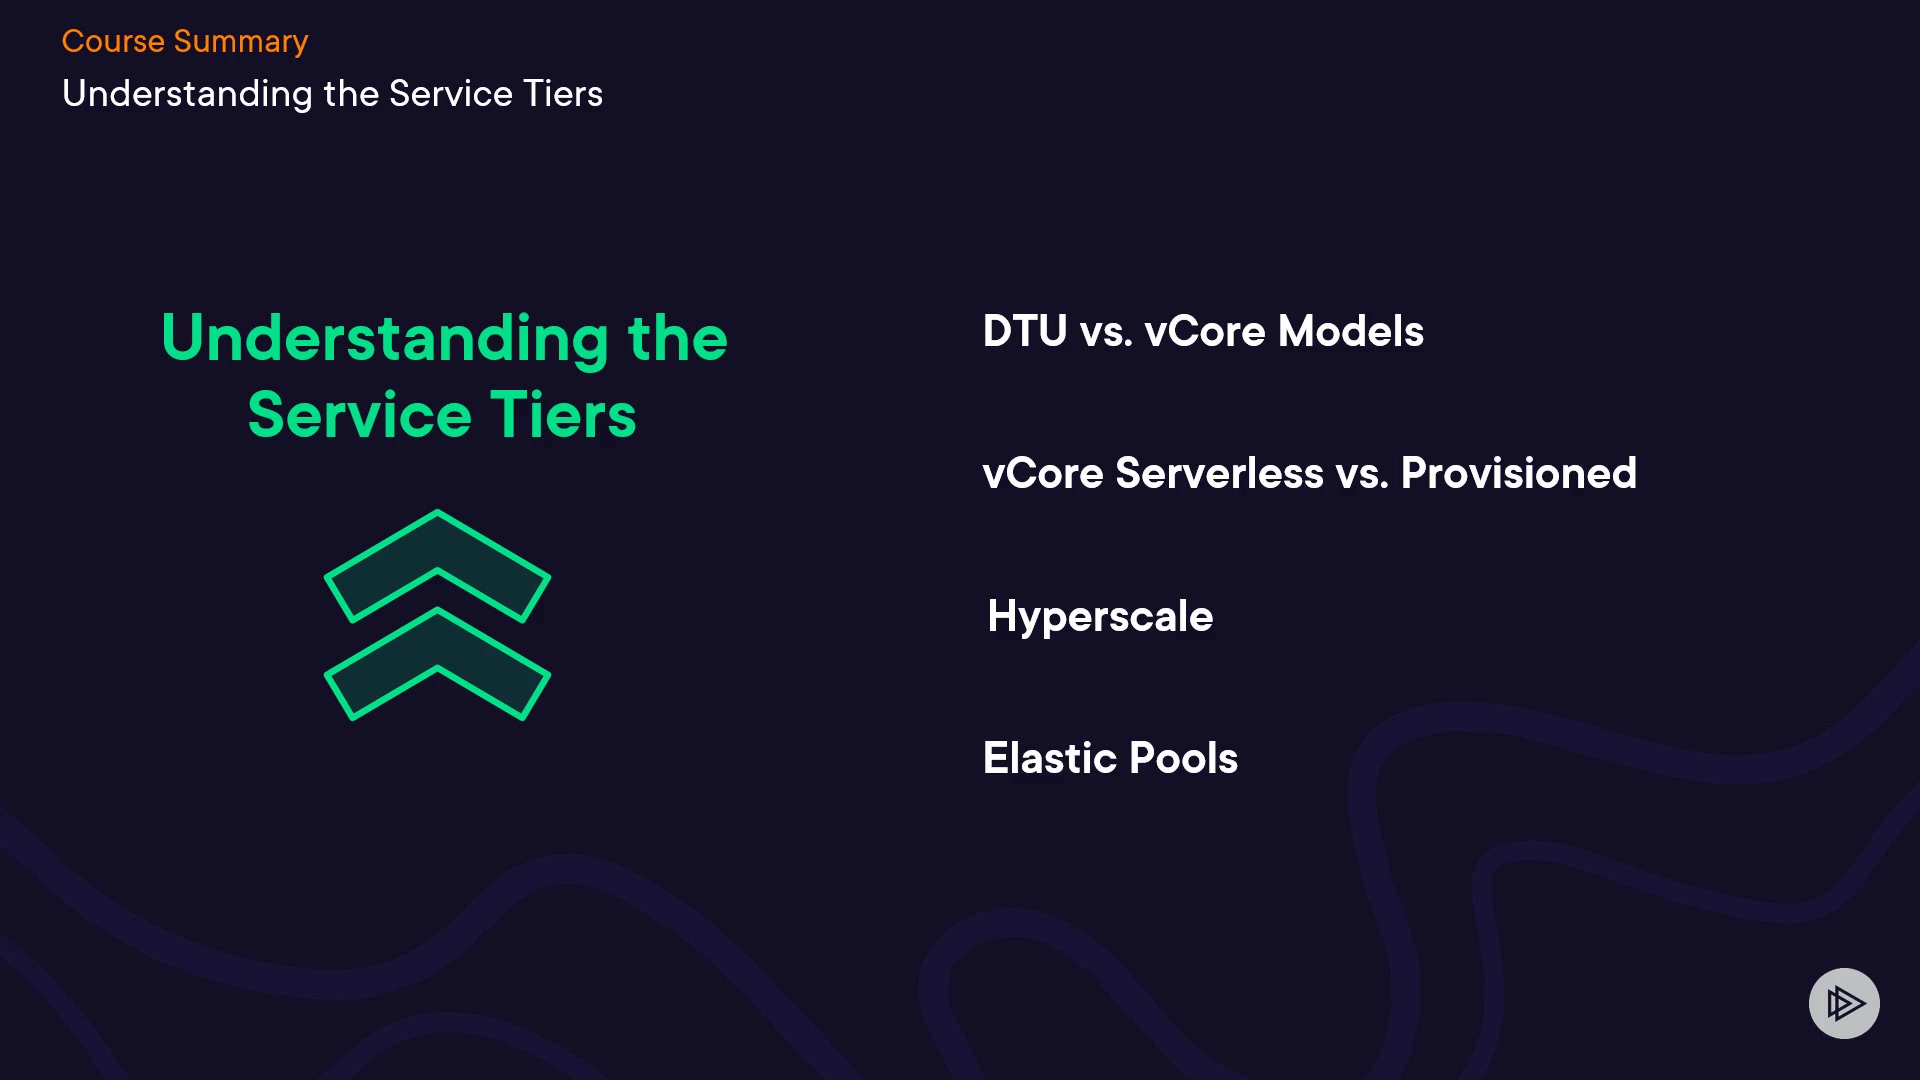 Course Summary
Understanding the Service Tiers
Understanding the
Service Tiers
DTU vs. vCore Models
vCore Serverless vs. Provisioned
Hyperscale
Elastic Pools